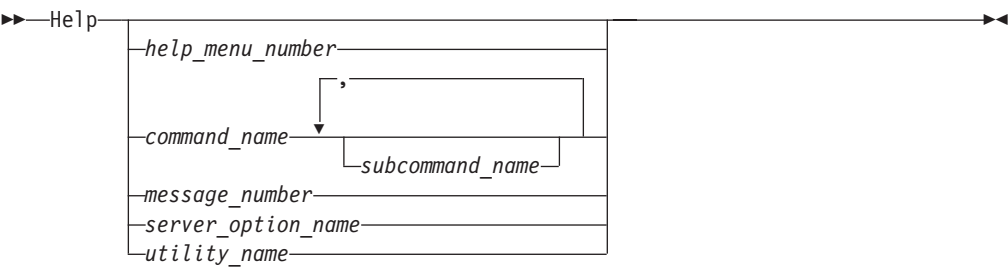 Help
help_menu_number
,
command_name
subcommand_name
message_number
server_option_name
utility_name